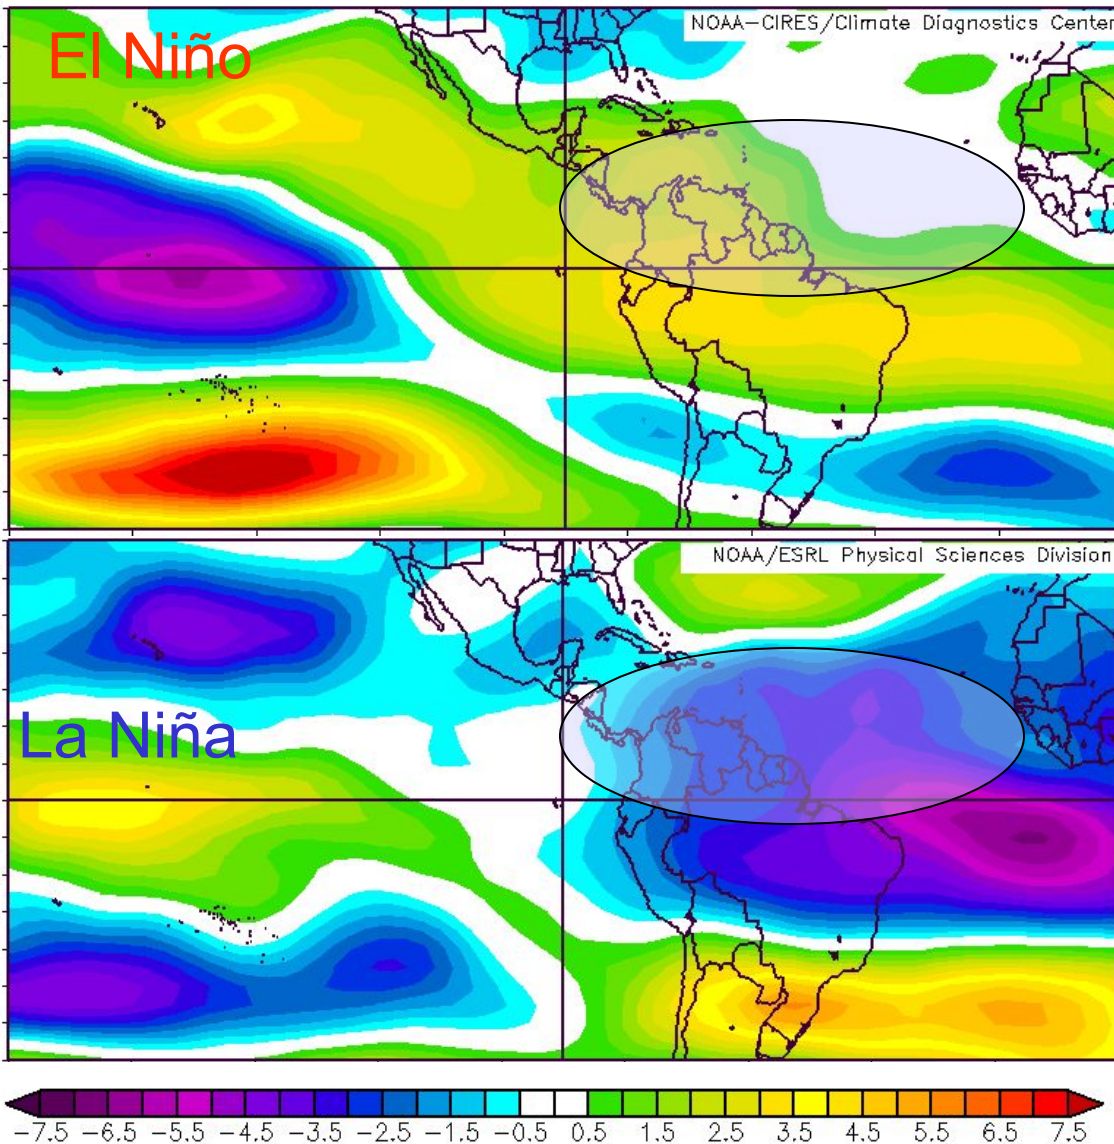 NOAA-CIRES/Climate Diagnostics Center
El Niño
NOAA/ESRL Physical Sciences Division
La Niña
-7.5 -6.5 -5.5 -4.5 -3.5 -2.5 -1.5 -0.5 0.5 1.5 2.5 3.5 4.5 5.5 6.5 7.5